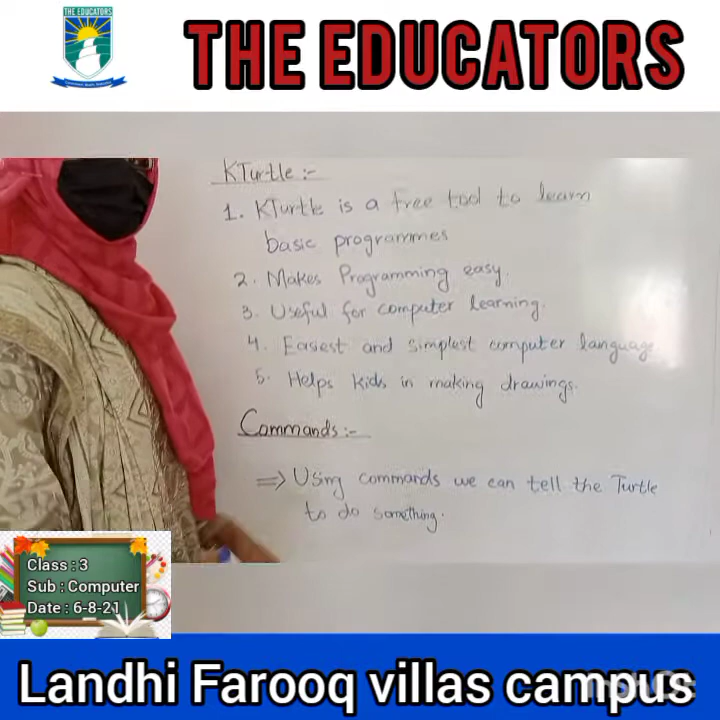 THE EDUCATORS
THE EDUCATORS
KTurtle :-
1. KTurtle is a free tool to learn
basic programmes
2. Makes Programming easy.
3. Useful for computer learning.
4. Easiest and simplest computer language
5. Helps kids in making drawings.
Commands :-
⇒ Using commands we can tell the Turtle
to do something.
Class : 3
Sub : Computer
Date : 6-8-21
Landhi Farooq villas campus